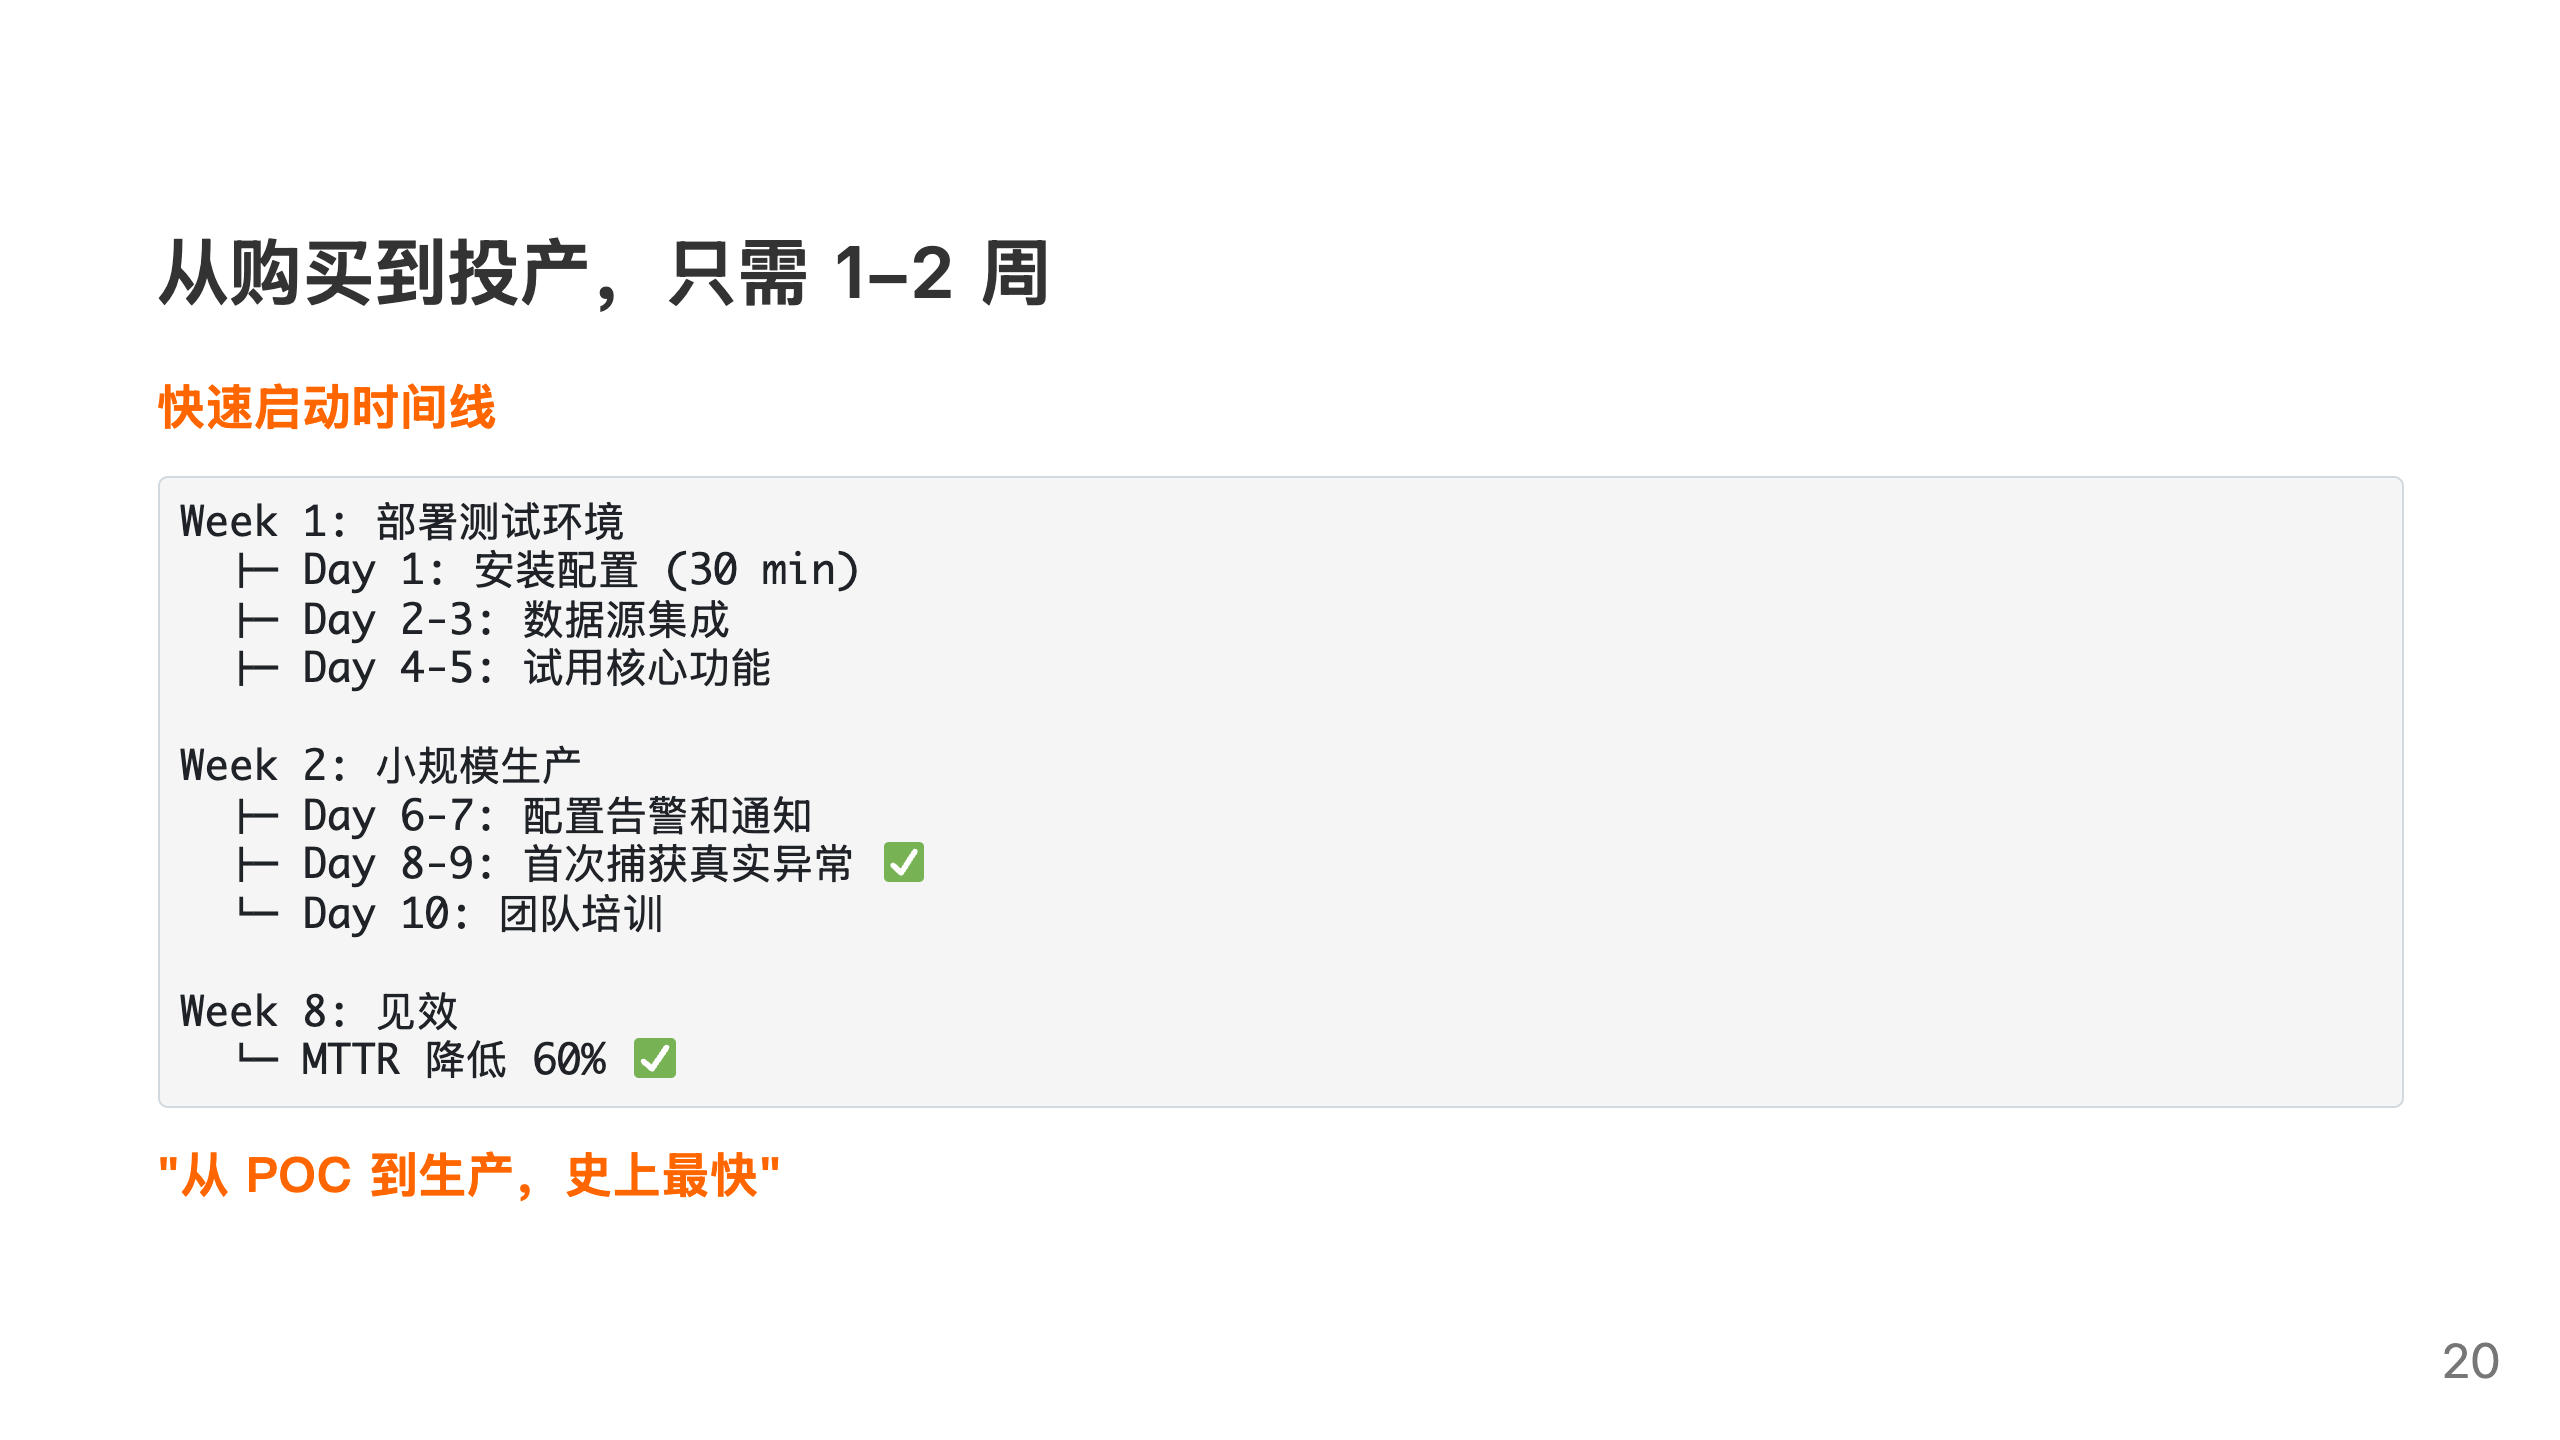 从购买到投产，只需 1–2 周
快速启动时间线
Week 1: 部署测试环境
├─ Day 1: 安装配置 (30 min)
├─ Day 2-3: 数据源集成
├─ Day 4-5: 试用核心功能
Week 2: 小规模生产
├─ Day 6-7: 配置告警和通知
├─ Day 8-9: 首次捕获真实异常 ✅
└─ Day 10: 团队培训
Week 8: 见效
└─ MTTR 降低 60% ✅
"从 POC 到生产，史上最快"
20